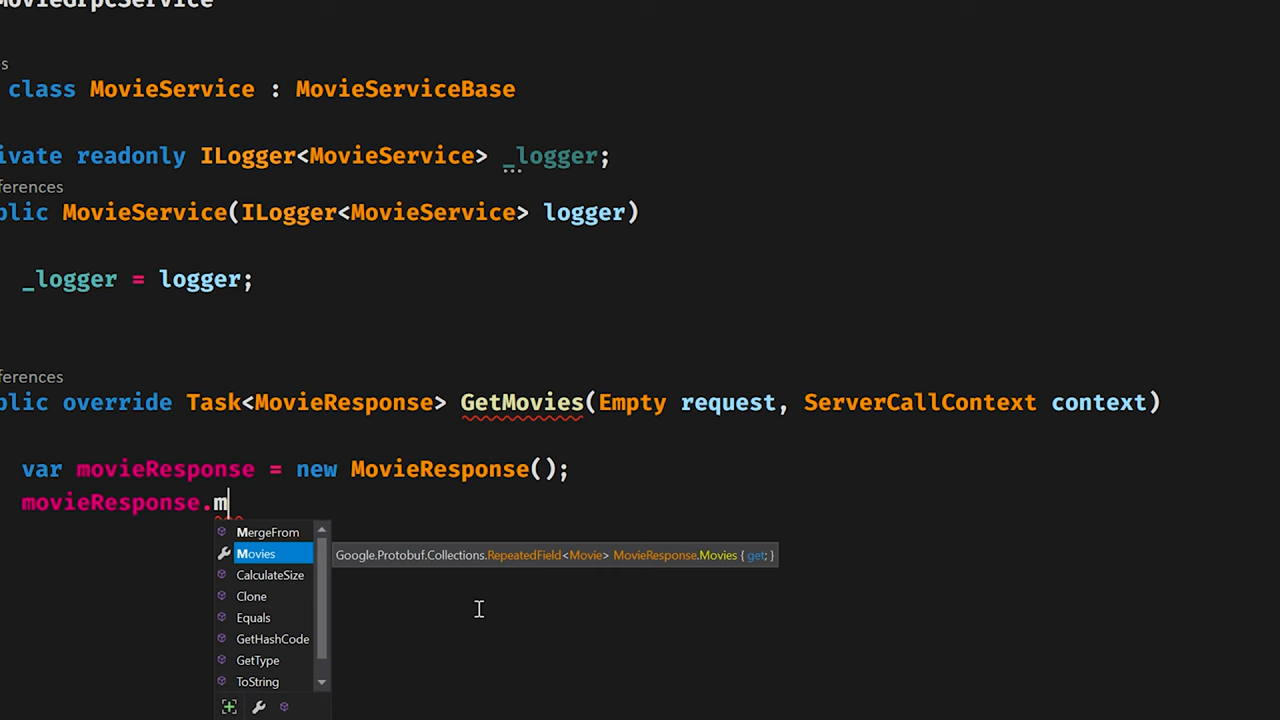 MovieGrpcService
s
class MovieService : MovieServiceBase
ivate readonly ILogger<MovieService> _logger;
ferences
blic MovieService(ILogger<MovieService> logger)
_logger = logger;
ferences
blic override Task<MovieResponse> GetMovies(Empty request, ServerCallContext context)
var movieResponse = new MovieResponse();
movieResponse.m
MergeFrom
Movies Google.Protobuf.Collections.RepeatedField<Movie> MovieResponse.Movies { get; }
CalculateSize
Clone
Equals
GetHashCode
GetType
ToString